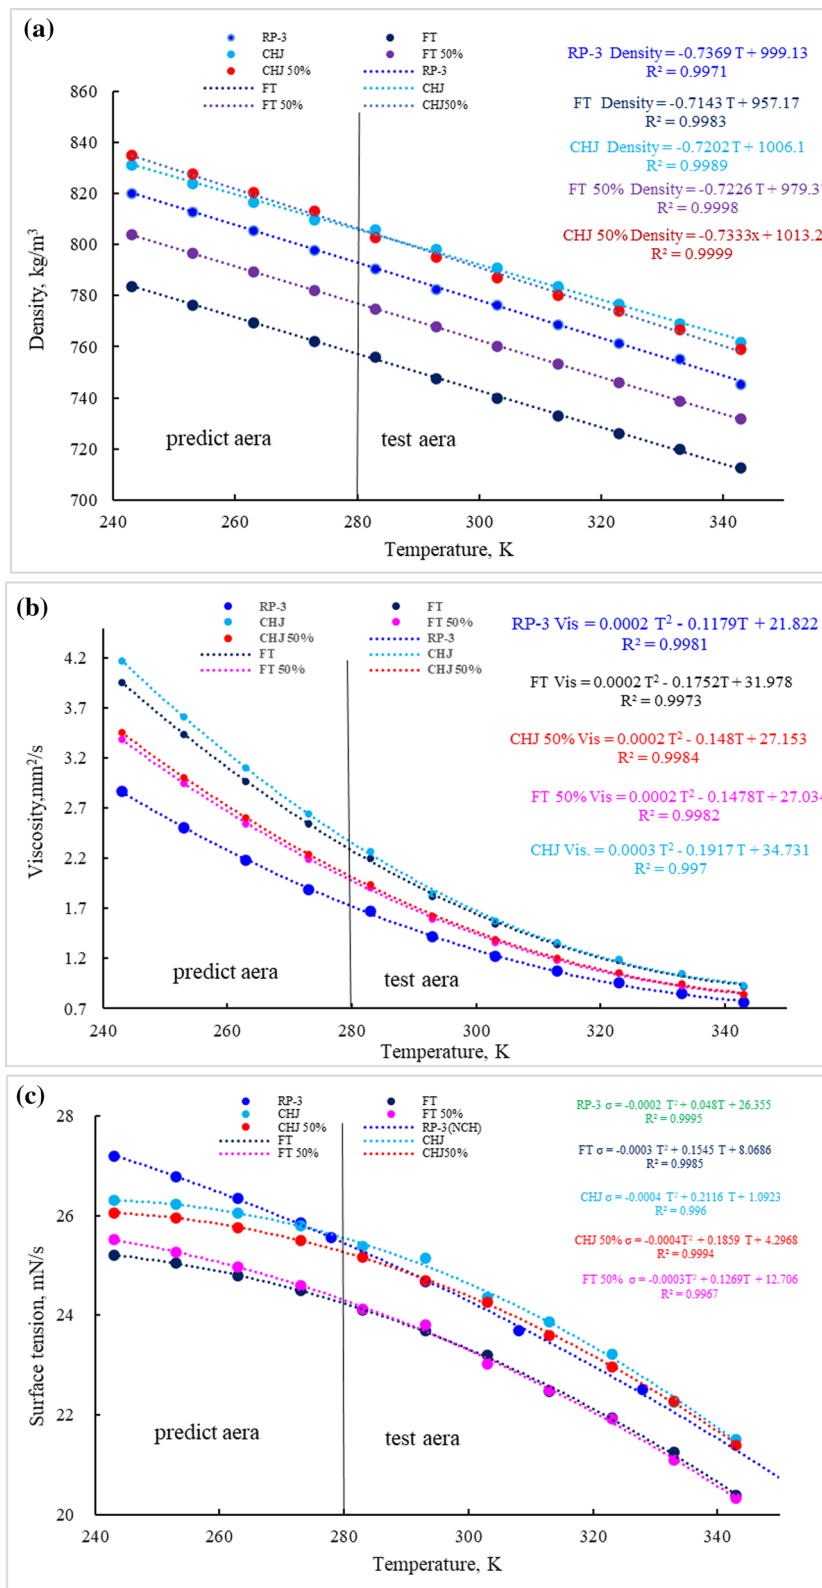 (a)
RP-3
FT
CHJ
FT 50%
CHJ 50%
RP-3
FT
CHJ
FT 50%
CHJ50%
RP-3 Density = -0.7369 T + 999.13
R² = 0.9971
FT Density = -0.7143 T + 957.17
R² = 0.9983
CHJ Density = -0.7202 T + 1006.1
R² = 0.9989
FT 50% Density = -0.7226 T + 979.3
R² = 0.9998
CHJ 50% Density = -0.7333x + 1013.2
R² = 0.9999
860
840
820
800
780
760
740
720
700
Density, kg/m³
predict aera
test aera
240
260
280
300
320
340
Temperature, K
(b)
RP-3
FT
CHJ
FT 50%
CHJ 50%
RP-3
FT
CHJ
FT 50%
CHJ 50%
RP-3 Vis = 0.0002 T² - 0.1179T + 21.822
R² = 0.9981
FT Vis = 0.0002 T² - 0.1752T + 31.978
R² = 0.9973
CHJ 50% Vis = 0.0002 T² - 0.148T + 27.153
R² = 0.9984
FT 50% Vis = 0.0002 T² - 0.1478T + 27.034
R² = 0.9982
CHJ Vis. = 0.0003 T² - 0.1917 T + 34.731
R² = 0.997
4.2
3.7
3.2
2.7
2.2
1.7
1.2
0.7
Viscosity,mm²/s
predict aera
test aera
240
260
280
300
320
340
Temperature, K
(c)
RP-3
FT
CHJ
FT 50%
CHJ 50%
RP-3(NCH)
FT
CHJ
FT 50%
CHJ50%
RP-3 σ = -0.0002 T² + 0.048T + 26.355
R² = 0.9995
FT σ = -0.0003 T² + 0.1545 T + 8.0686
R² = 0.9985
CHJ σ = -0.0004 T² + 0.2116 T + 1.0923
R² = 0.996
CHJ 50% σ = -0.0004T² + 0.1859 T + 4.2968
R² = 0.9994
FT 50% σ = -0.0003T² + 0.1269T + 12.706
R² = 0.9967
28
26
24
22
20
Surface tension, mN/s
predict aera
test aera
240
260
280
300
320
340
Temperature, K